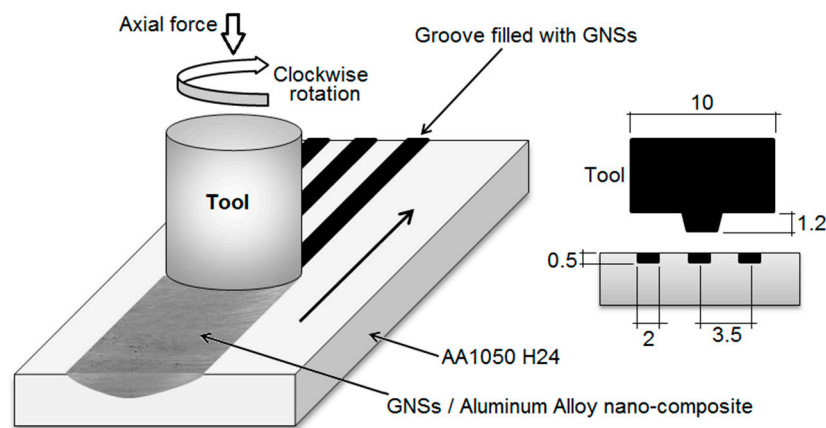 Axial force
Clockwise
rotation
Groove filled with GNSs
Tool
10
Tool
1.2
0.5
2
3.5
AA1050 H24
GNSs / Aluminum Alloy nano-composite